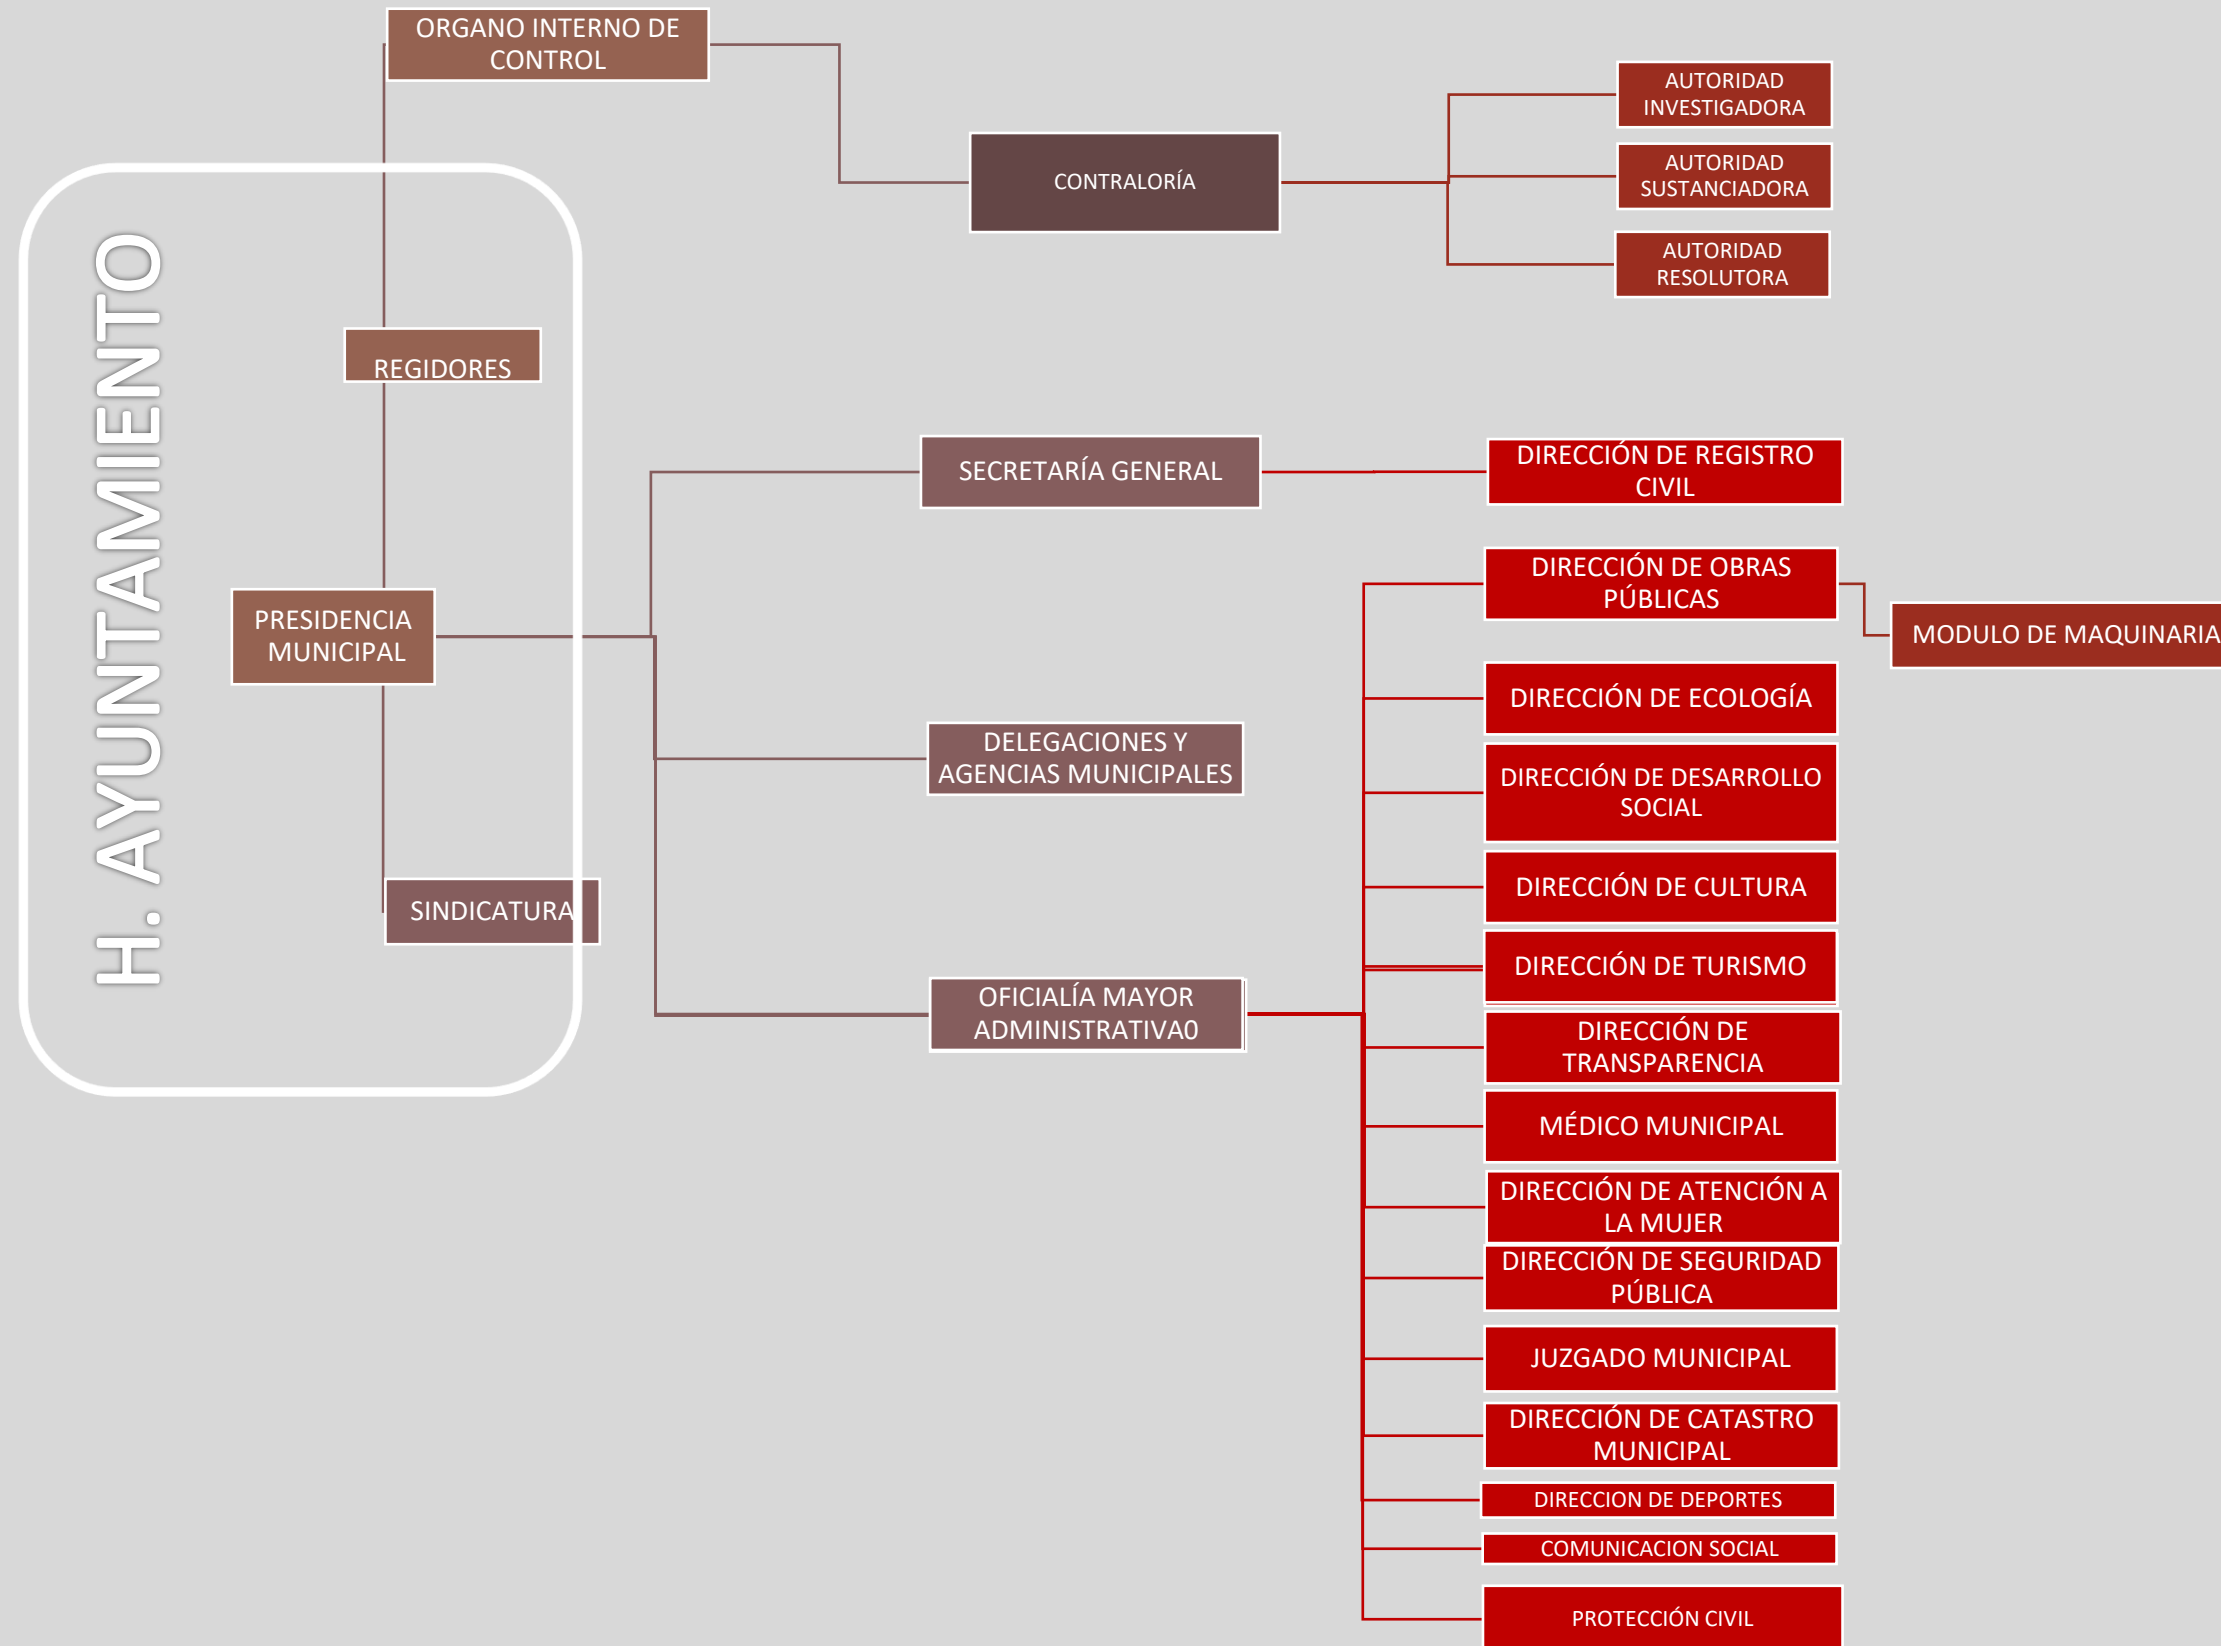 H. AYUNTAMIENTO
ORGANO INTERNO DE
CONTROL
REGIDORES
PRESIDENCIA
MUNICIPAL
SINDICATURA
CONTRALORÍA
AUTORIDAD
INVESTIGADORA
AUTORIDAD
SUSTANCIADORA
AUTORIDAD
RESOLUTORA
SECRETARÍA GENERAL
DIRECCIÓN DE REGISTRO
CIVIL
DELEGACIONES Y
AGENCIAS MUNICIPALES
OFICIALÍA MAYOR
ADMINISTRATIVA0
DIRECCIÓN DE OBRAS
PÚBLICAS
MODULO DE MAQUINARIA
DIRECCIÓN DE ECOLOGÍA
DIRECCIÓN DE DESARROLLO
SOCIAL
DIRECCIÓN DE CULTURA
DIRECCIÓN DE TURISMO
DIRECCIÓN DE
TRANSPARENCIA
MÉDICO MUNICIPAL
DIRECCIÓN DE ATENCIÓN A
LA MUJER
DIRECCIÓN DE SEGURIDAD
PÚBLICA
JUZGADO MUNICIPAL
DIRECCIÓN DE CATASTRO
MUNICIPAL
DIRECCION DE DEPORTES
COMUNICACION SOCIAL
PROTECCIÓN CIVIL